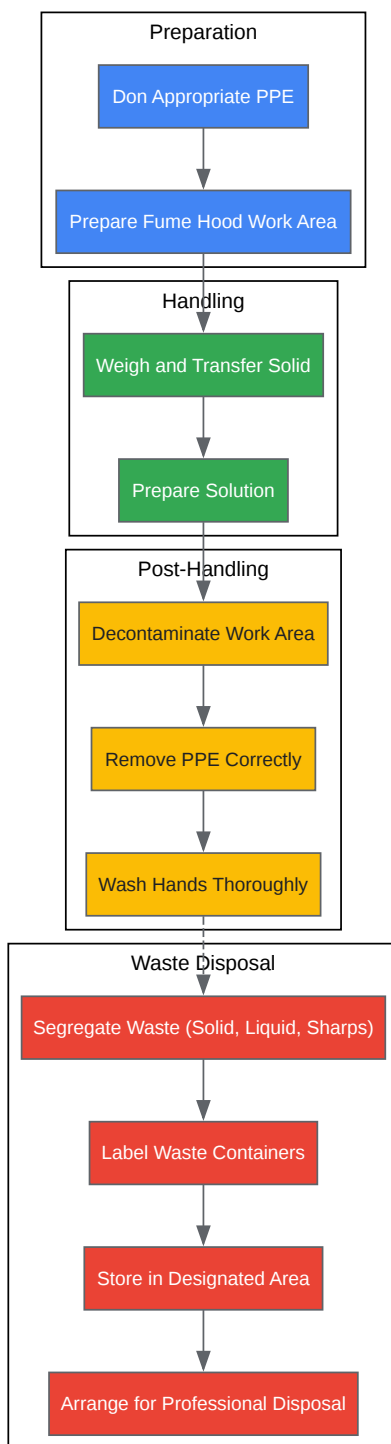 Preparation
Don Appropriate PPE
Prepare Fume Hood Work Area
Handling
Weigh and Transfer Solid
Prepare Solution
Post-Handling
Decontaminate Work Area
Remove PPE Correctly
Wash Hands Thoroughly
Waste Disposal
Segregate Waste (Solid, Liquid, Sharps)
Label Waste Containers
Store in Designated Area
Arrange for Professional Disposal